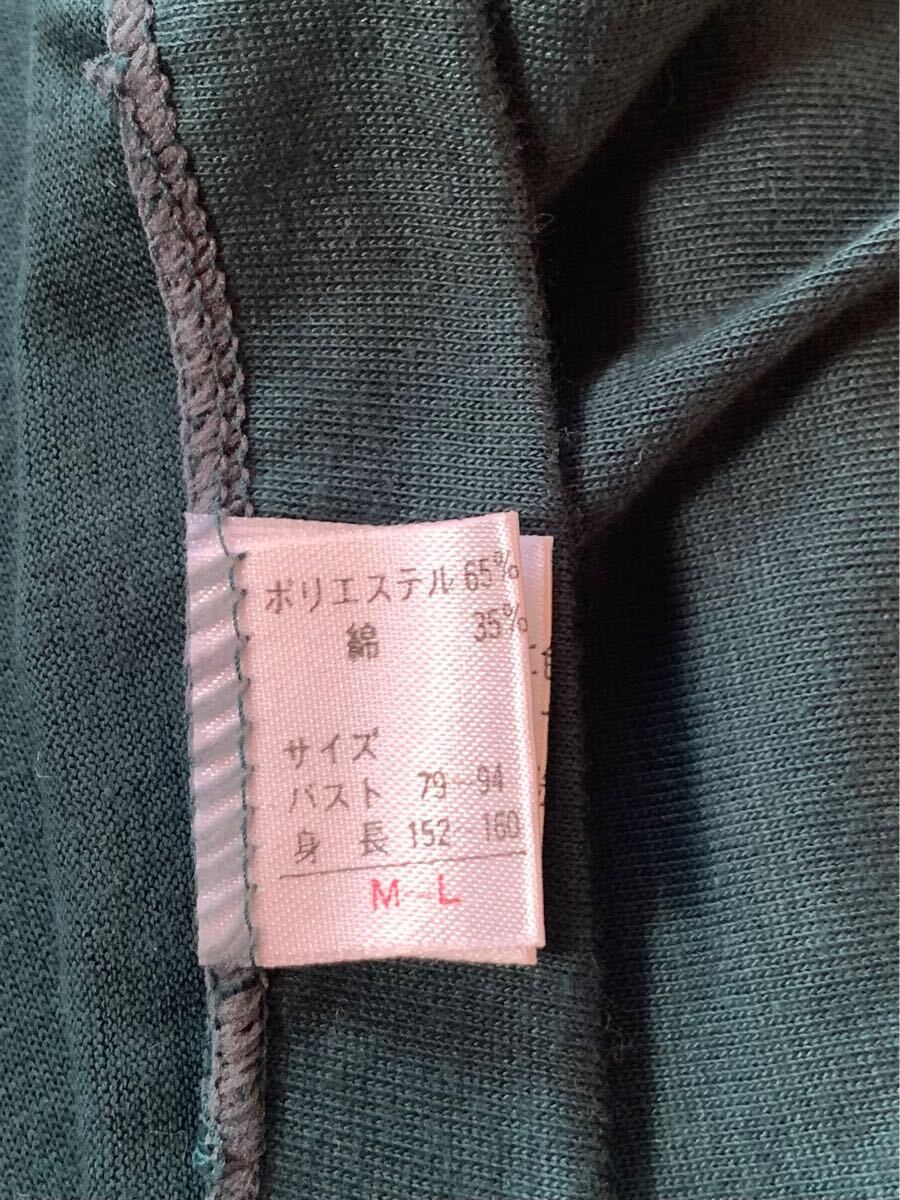 ポリエステル 65%
綿 35%
サイズ
バスト 79-94
身長 152-160
M-L